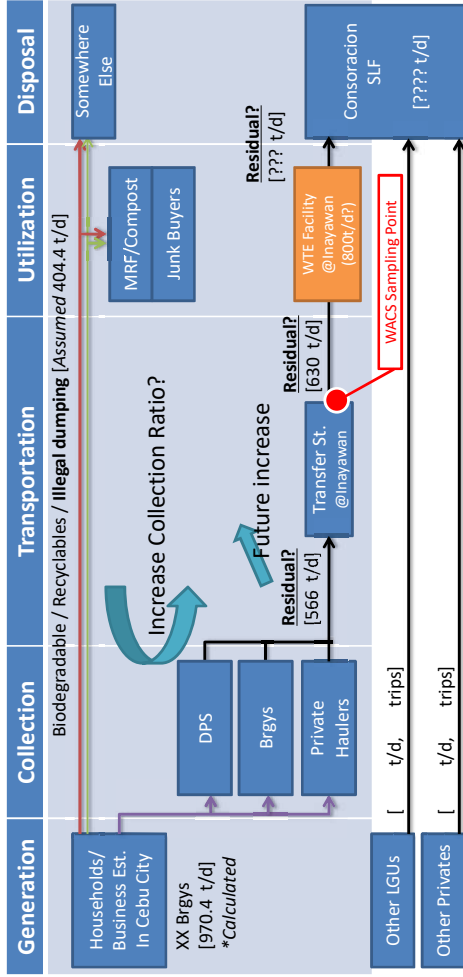 Generation
Collection
Transportation
Utilization
Disposal
Biodegradable / Recyclables / Illegal dumping [Assumed 404.4 t/d]
Households/
Business Est.
In Cebu City
XX Brgys
[970.4 t/d]
*Calculated
DPS
Brgys
Private
Haulers
Increase Collection Ratio?
Future increase
Residual?
[566 t/d]
Transfer St.
@Inayawan
Residual?
[630 t/d]
MRF/Compost
Junk Buyers
WTE Facility
@Inayawan
(800t/d?)
WACS Sampling Point
Residual?
[??? t/d]
Somewhere
Else
Consoracion
SLF
[???? t/d]
Other LGUs
[ t/d, trips]
Other Privates
[ t/d, trips]